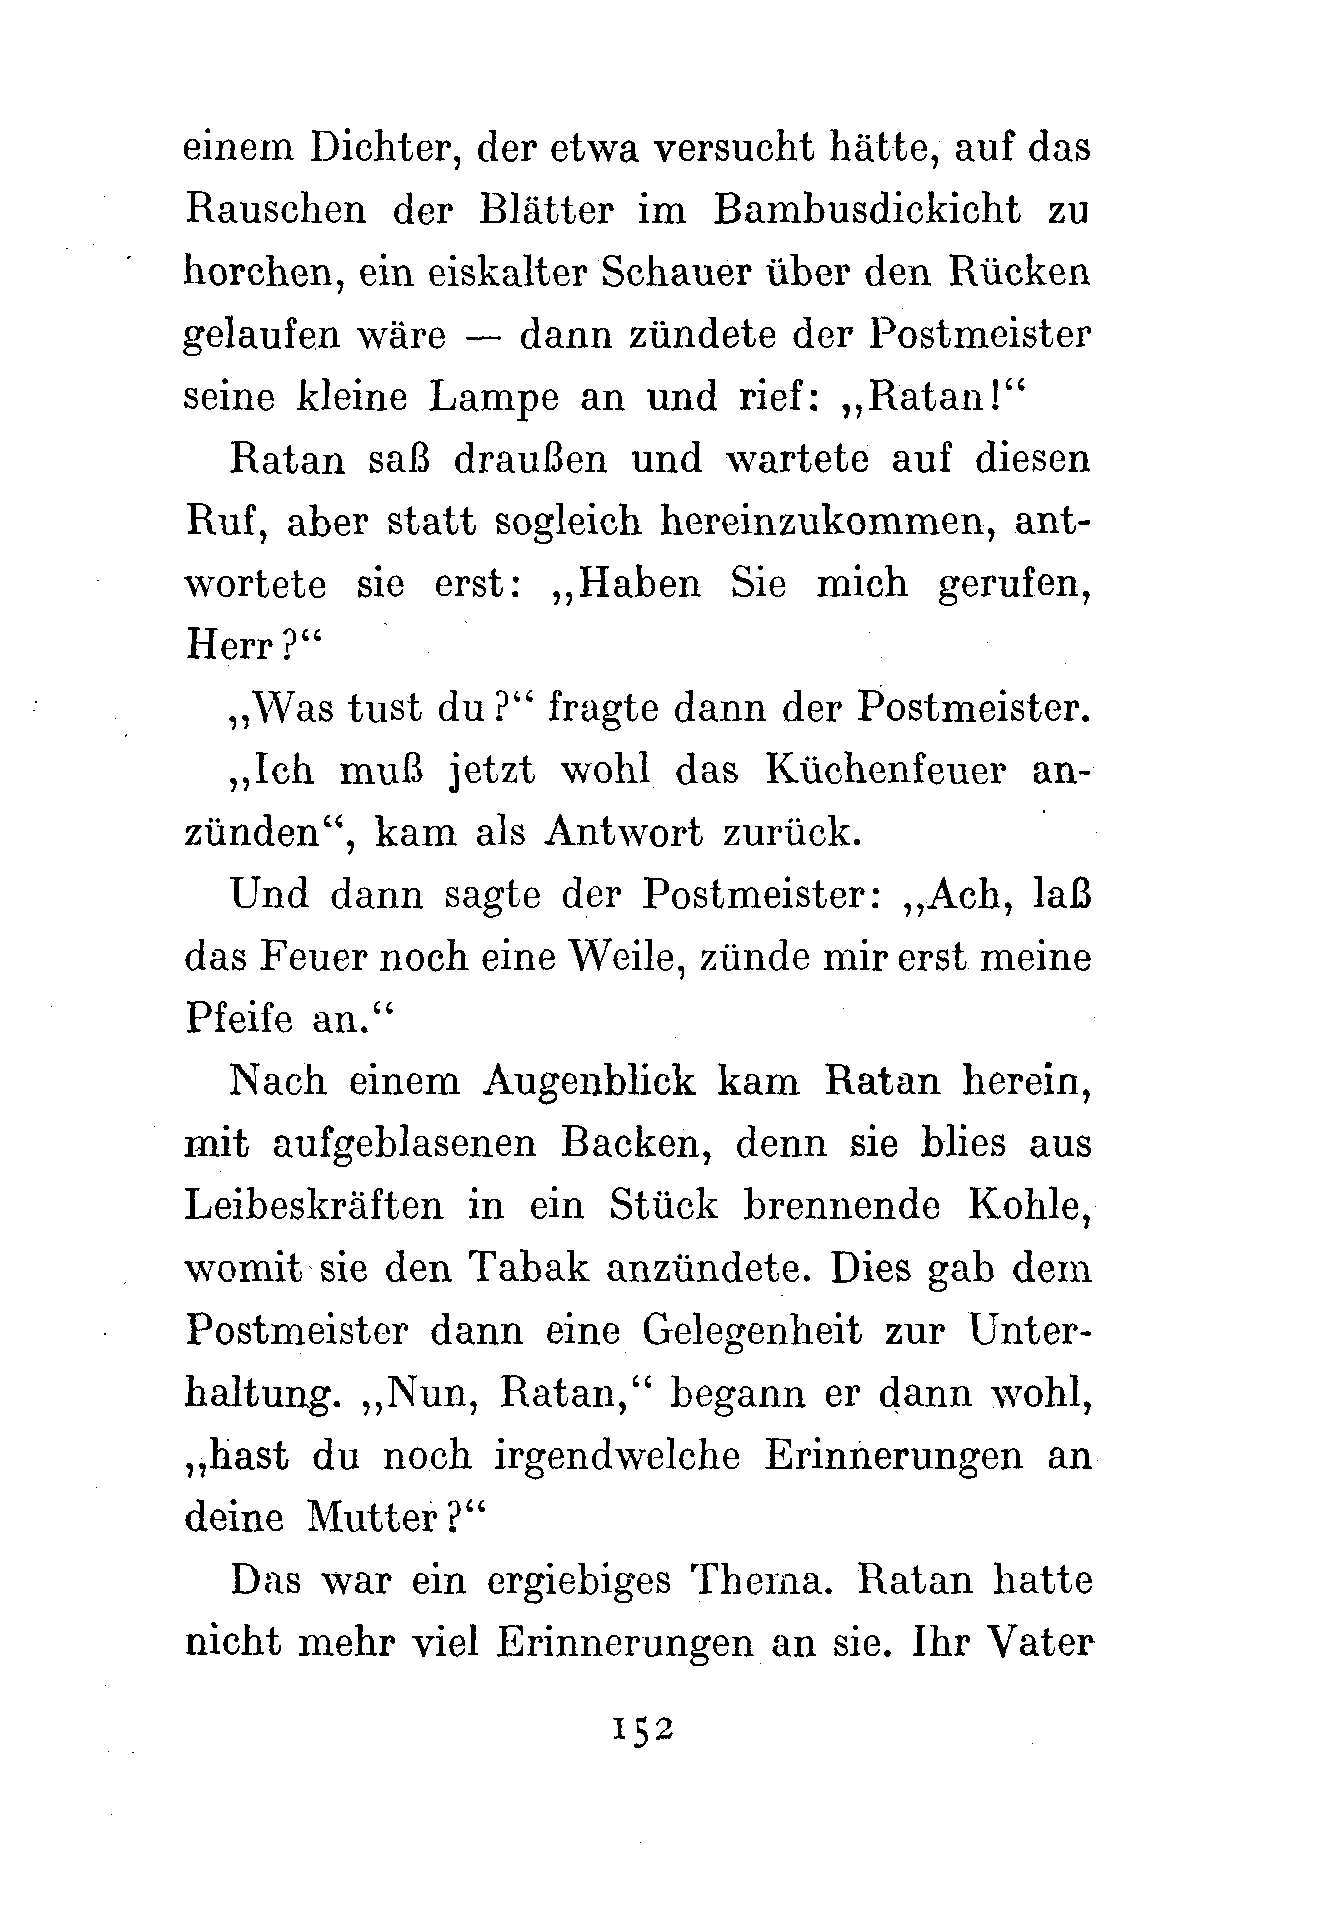 einem Dichter, der etwa versucht hätte, auf das
Rauschen der Blätter im Bambusdickicht zu
horchen, ein eiskalter Schauer über den Rücken
gelaufen wäre — dann zündete der Postmeister
seine kleine Lampe an und rief: ,,Ratan!“
Ratan saß draußen und wartete auf diesen
Ruf, aber statt sogleich hereinzukommen, ant-
wortete sie erst: ,,Haben Sie mich gerufen,
Herr?“
,,Was tust du?“ fragte dann der Postmeister.
,,Ich muß jetzt wohl das Küchenfeuer an-
zünden“, kam als Antwort zurück.
Und dann sagte der Postmeister: ,,Ach, laß
das Feuer noch eine Weile, zünde mir erst meine
Pfeife an.“
Nach einem Augenblick kam Ratan herein,
mit aufgeblasenen Backen, denn sie blies aus
Leibeskräften in ein Stück brennende Kohle,
womit sie den Tabak anzündete. Dies gab dem
Postmeister dann eine Gelegenheit zur Unter-
haltung. ,,Nun, Ratan,“ begann er dann wohl,
,,hast du noch irgendwelche Erinnerungen an
deine Mutter?“
Das war ein ergiebiges Thema. Ratan hatte
nicht mehr viel Erinnerungen an sie. Ihr Vater
152